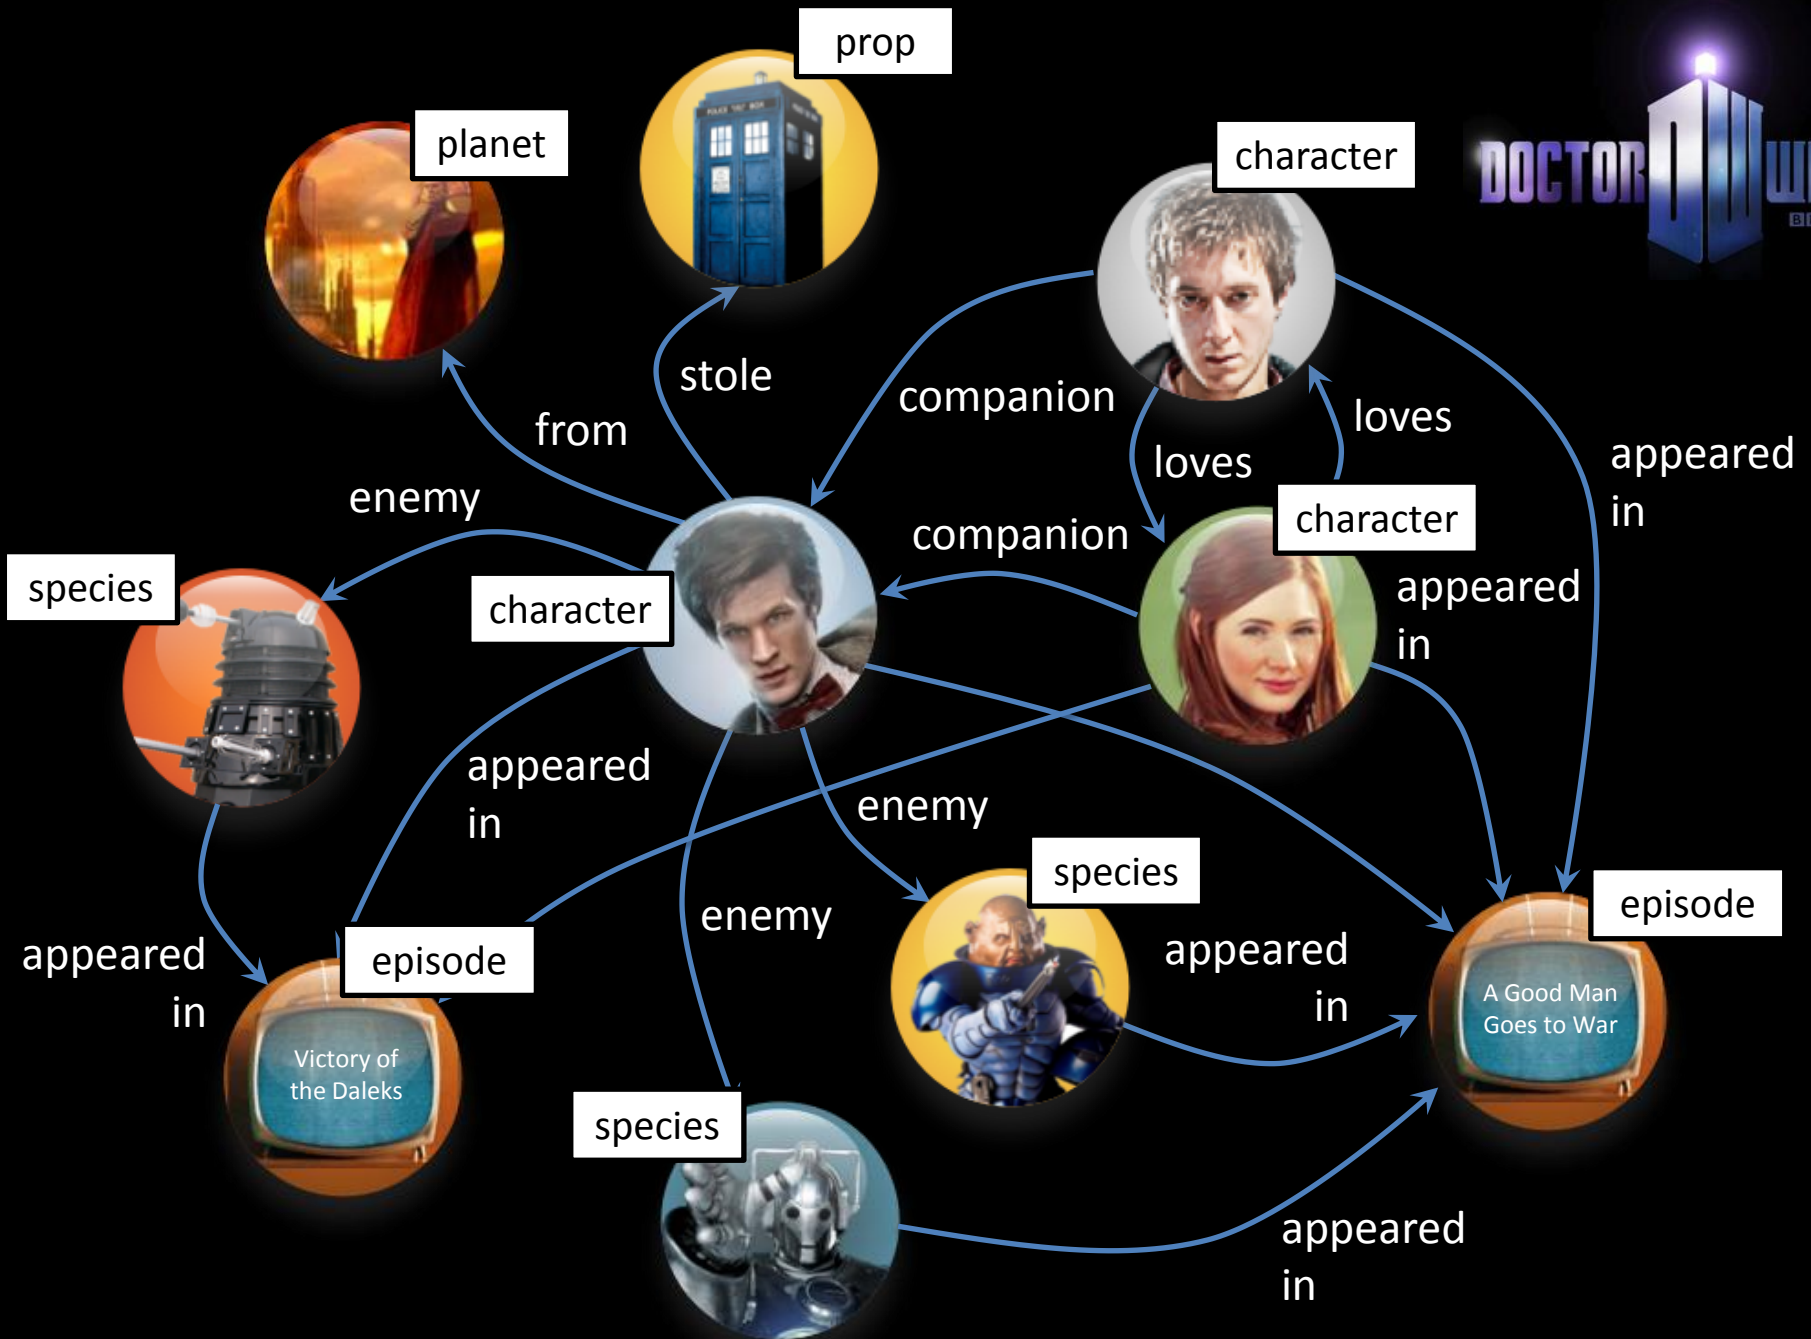 prop
planet
character
DOCTOR
DW
stole
companion
loves
from
loves
appeared
in
enemy
character
companion
species
appeared
in
character
appeared
in
enemy
species
enemy
episode
appeared
in
episode
appeared
in
A Good Man
Goes to War
Victory of
the Daleks
species
appeared
in